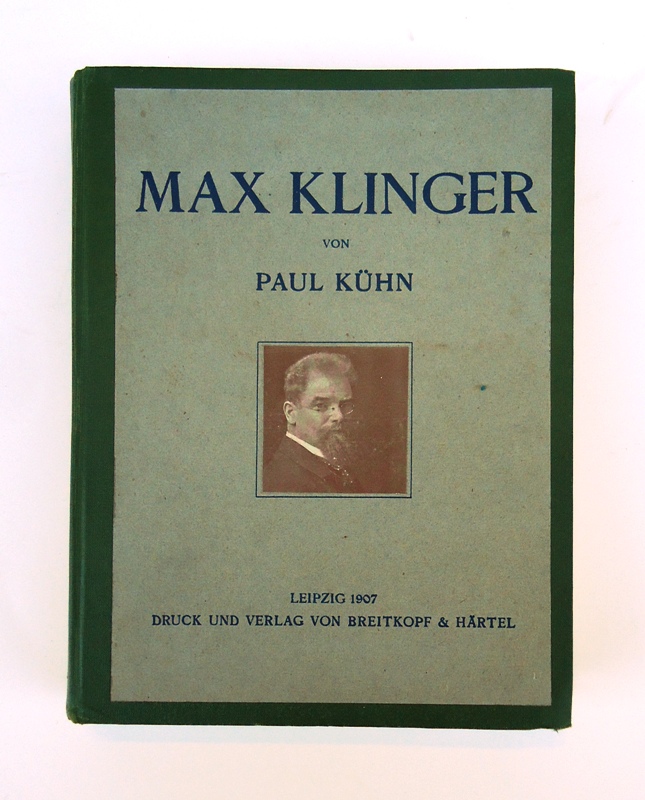 MAX KLINGER
VON
PAUL KÜHN
LEIPZIG 1907
DRUCK UND VERLAG VON BREITKOPF & HÄRTEL